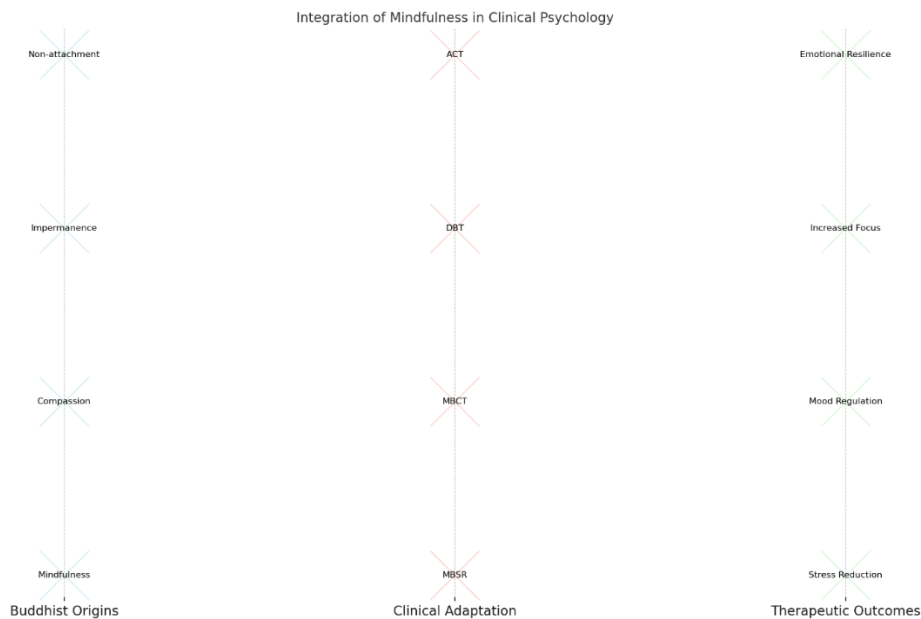 Integration of Mindfulness in Clinical Psychology
Non-attachment
ACT
Emotional Resilience
Impermanence
DBT
Increased Focus
Compassion
MBCT
Mood Regulation
Mindfulness
MBSR
Stress Reduction
Buddhist Origins
Clinical Adaptation
Therapeutic Outcomes